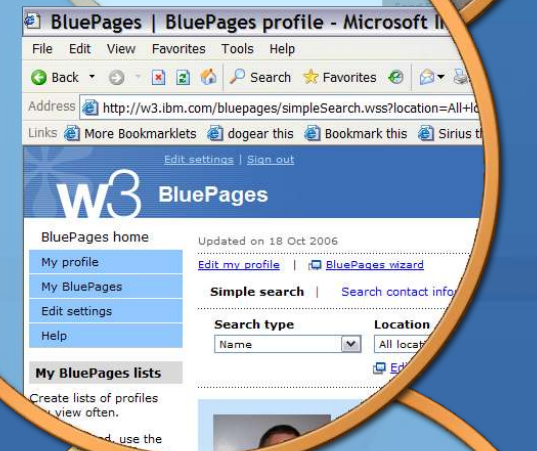 BluePages | BluePages profile - Microsoft
File Edit View Favorites Tools Help
Back Search Favorites
Address http://w3.ibm.com/bluepages/simpleSearch.wss?location=All+lo
Links More Bookmarklets dogear this Bookmark this Sirius th
Edit settings | Sign out
w3 BluePages
BluePages home
My profile
My BluePages
Edit settings
Help
My BluePages lists
Create lists of profiles
view often.
use the
Updated on 18 Oct 2006
Edit my profile | BluePages wizard
Simple search | Search contact info
Search type Location
Name All locat